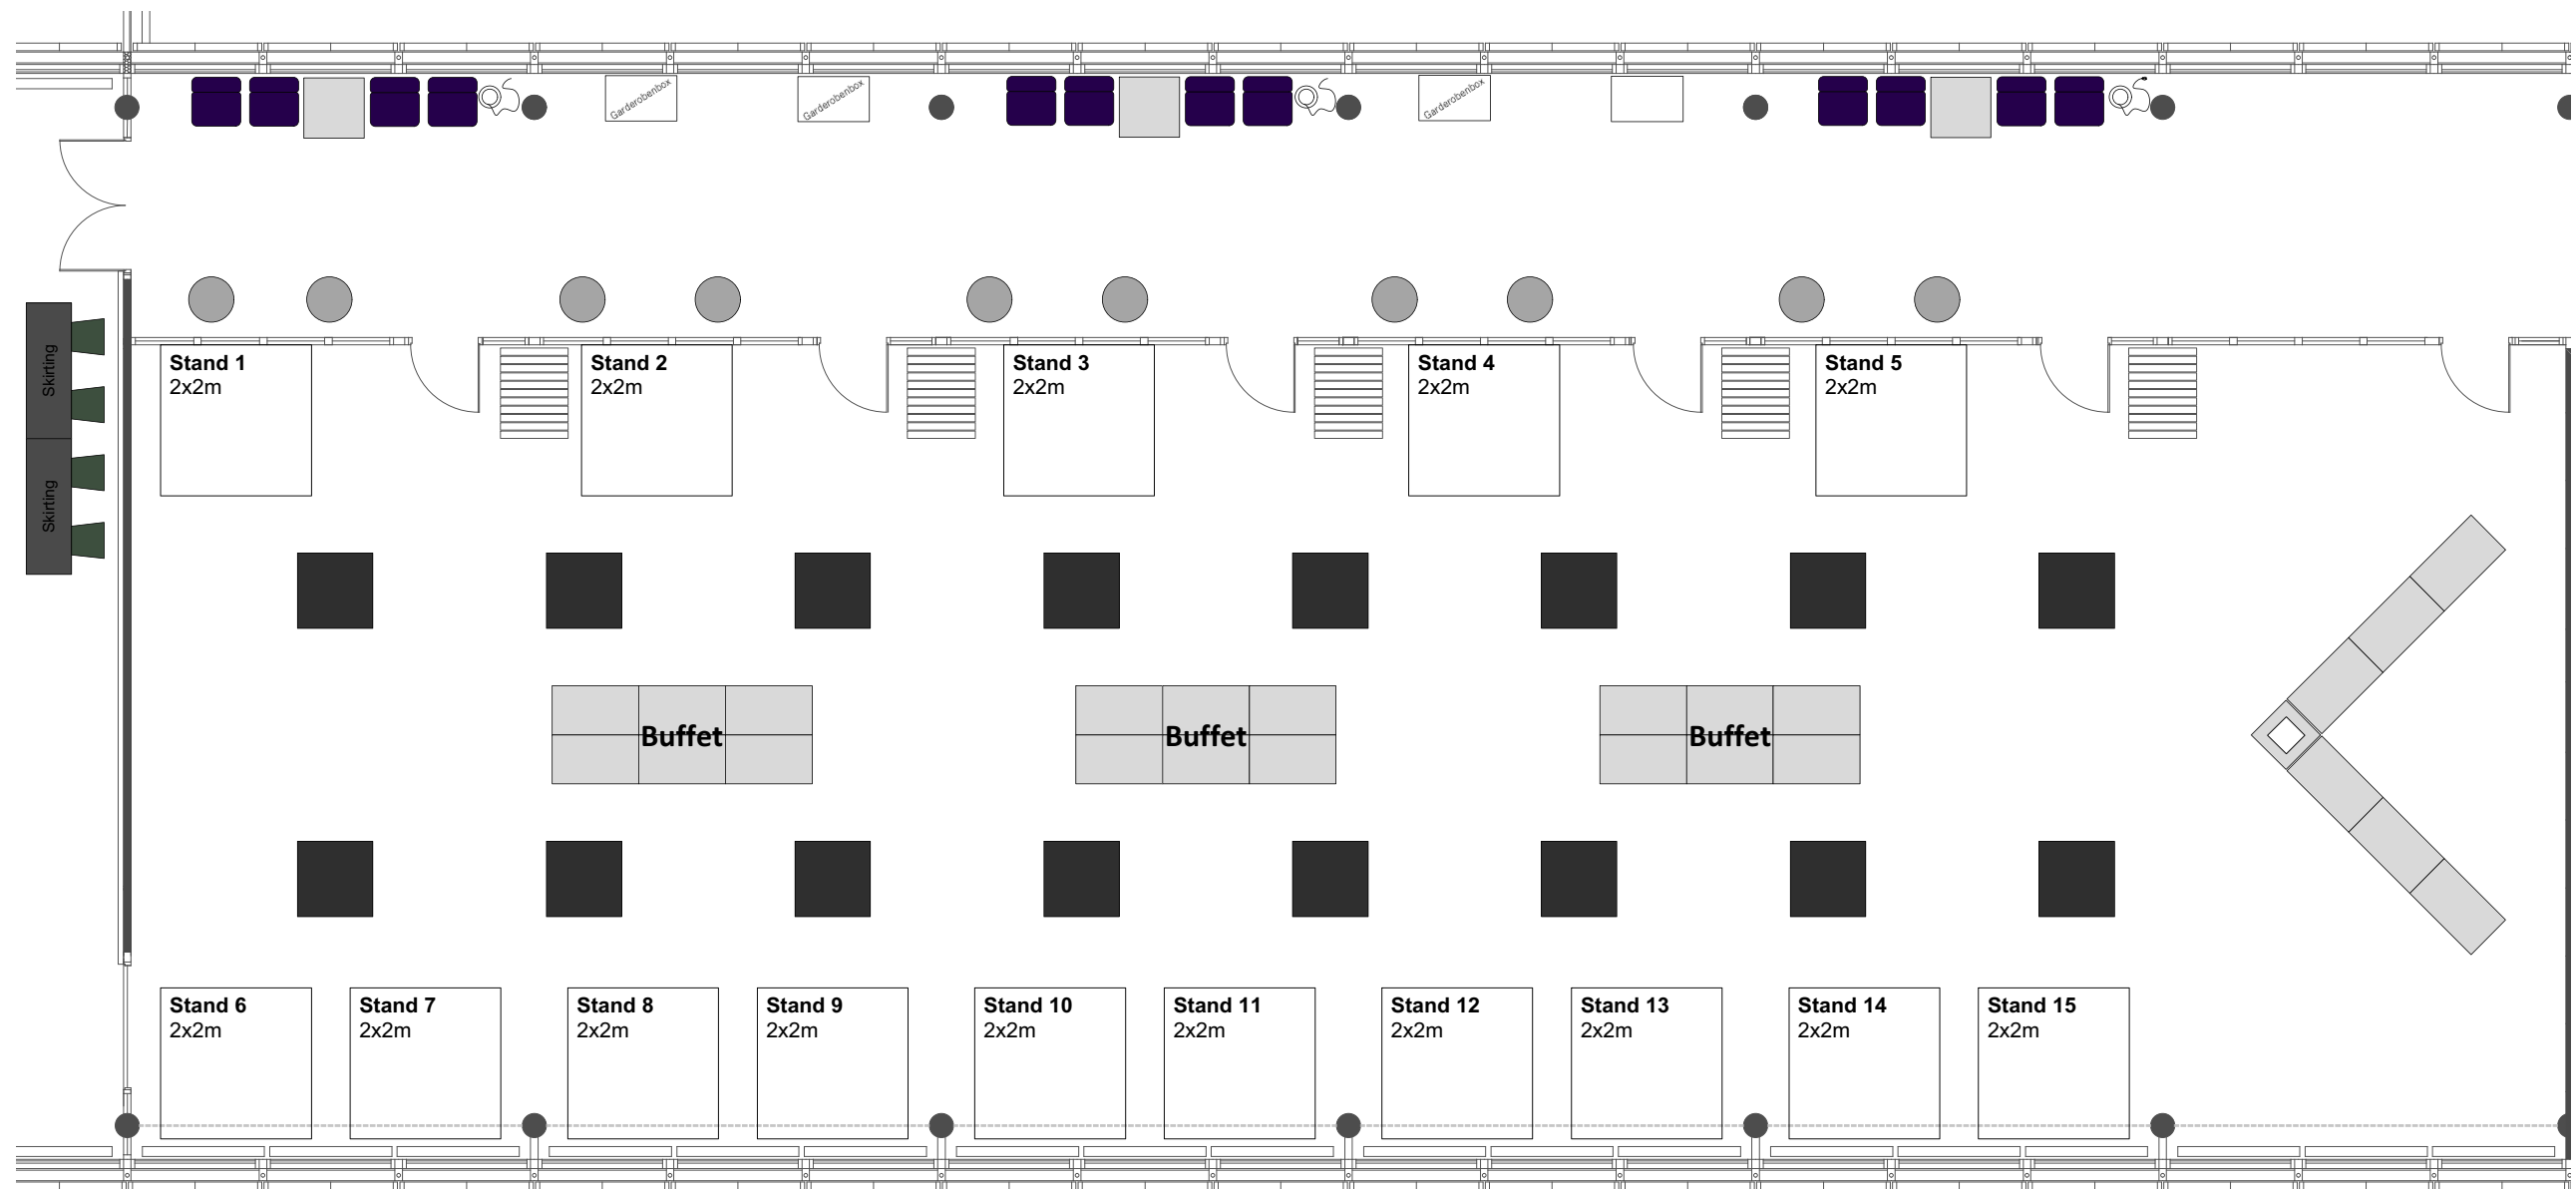 Garderobenbox
Garderobenbox
Garderobenbox
Skirting
Skirting
Stand 1
2x2m
Stand 2
2x2m
Stand 3
2x2m
Stand 4
2x2m
Stand 5
2x2m
Buffet
Buffet
Buffet
Stand 6
2x2m
Stand 7
2x2m
Stand 8
2x2m
Stand 9
2x2m
Stand 10
2x2m
Stand 11
2x2m
Stand 12
2x2m
Stand 13
2x2m
Stand 14
2x2m
Stand 15
2x2m